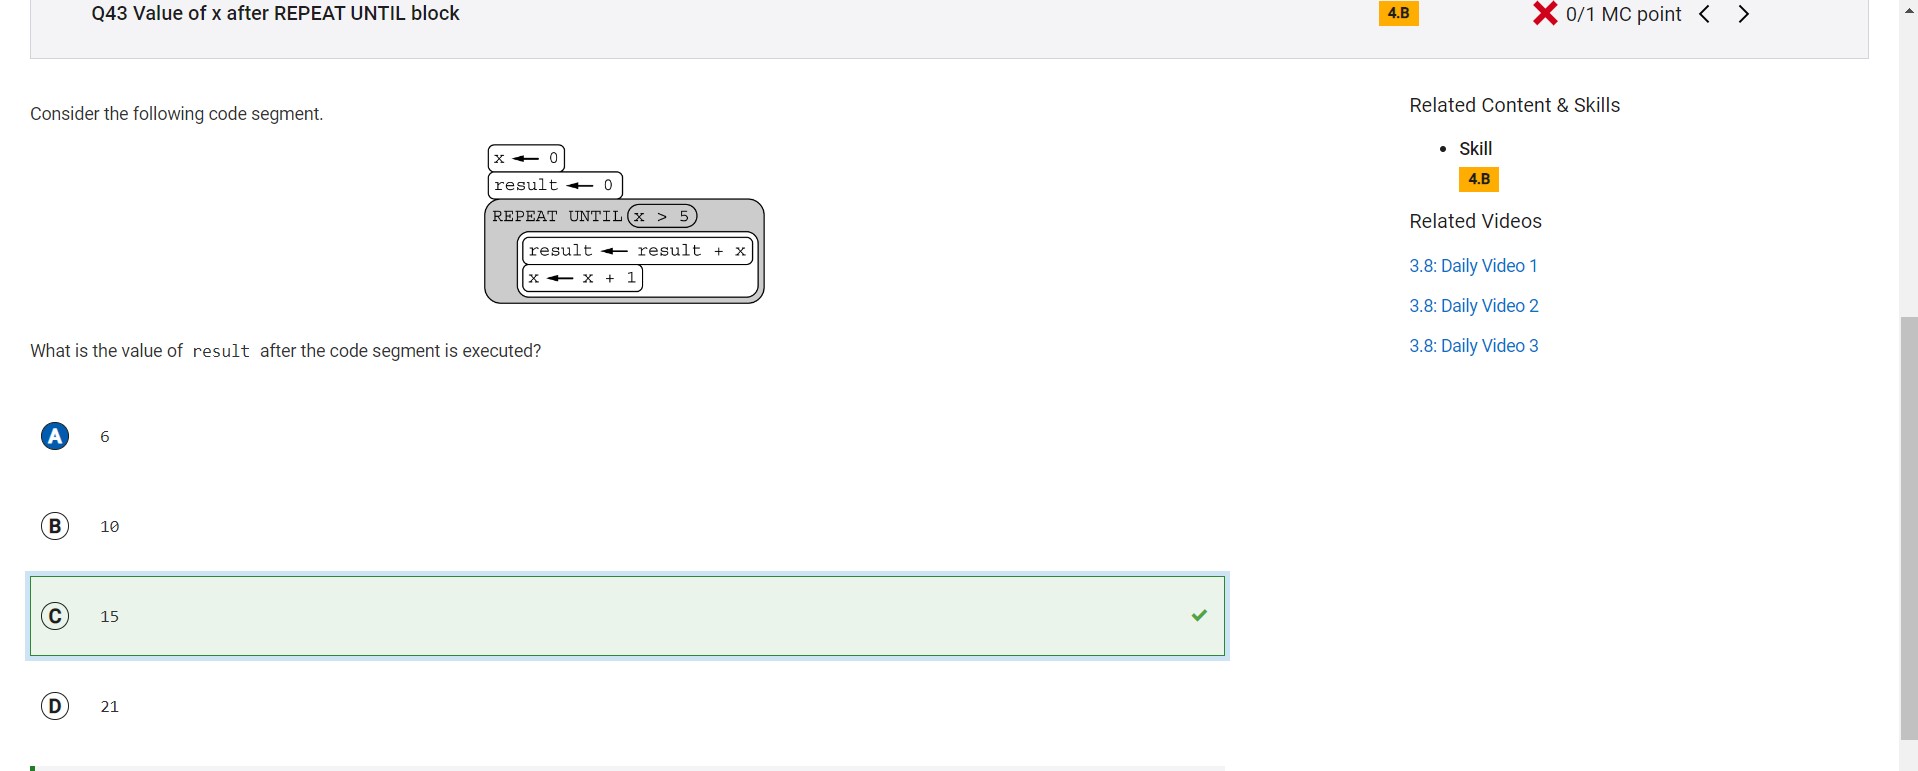 Q43 Value of x after REPEAT UNTIL block
4.B
0/1 MC point
Consider the following code segment.
x ← 0
result ← 0
REPEAT UNTIL x > 5
result ← result + x
x ← x + 1
What is the value of result after the code segment is executed?
A 6
B 10
C 15
D 21
Related Content & Skills
• Skill
4.B
Related Videos
3.8: Daily Video 1
3.8: Daily Video 2
3.8: Daily Video 3